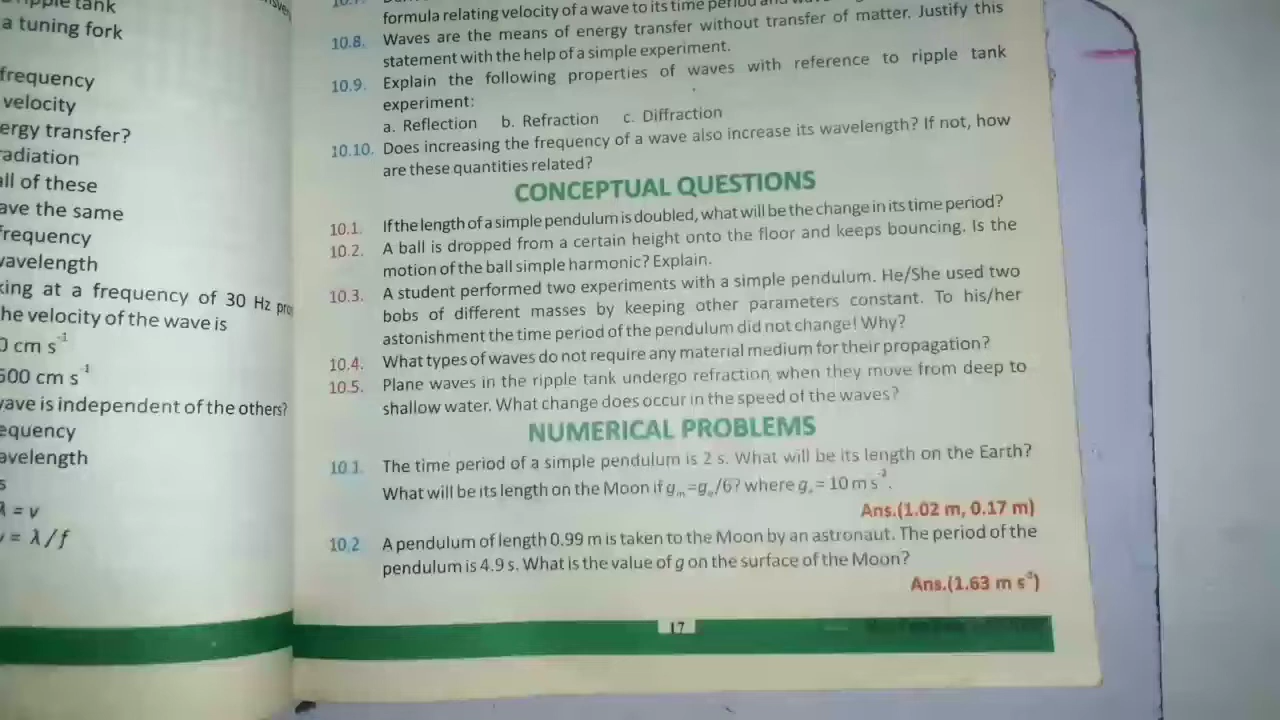 ripple tank
a tuning fork
frequency
velocity
ergy transfer?
adiation
all of these
ave the same
frequency
wavelength
king at a frequency of 30 Hz pro
he velocity of the wave is
0 cm s⁻¹
500 cm s⁻¹
wave is independent of the others?
equency
avelength
s
λ = v
v = λ/f
formula relating velocity of a wave to its time period and
10.8. Waves are the means of energy transfer without transfer of matter. Justify this
statement with the help of a simple experiment.
10.9. Explain the following properties of waves with reference to ripple tank
experiment:
a. Reflection b. Refraction c. Diffraction
10.10. Does increasing the frequency of a wave also increase its wavelength? If not, how
are these quantities related?
CONCEPTUAL QUESTIONS
10.1. If the length of a simple pendulum is doubled, what will be the change in its time period?
10.2. A ball is dropped from a certain height onto the floor and keeps bouncing. Is the
motion of the ball simple harmonic? Explain.
10.3. A student performed two experiments with a simple pendulum. He/She used two
bobs of different masses by keeping other parameters constant. To his/her
astonishment the time period of the pendulum did not change! Why?
10.4. What types of waves do not require any material medium for their propagation?
10.5. Plane waves in the ripple tank undergo refraction when they move from deep to
shallow water. What change does occur in the speed of the waves?
NUMERICAL PROBLEMS
10.1. The time period of a simple pendulum is 2 s. What will be its length on the Earth?
What will be its length on the Moon if gₘ=gₑ/6? where gₑ = 10 m s⁻².
Ans.(1.02 m, 0.17 m)
10.2 A pendulum of length 0.99 m is taken to the Moon by an astronaut. The period of the
pendulum is 4.9 s. What is the value of g on the surface of the Moon?
Ans.(1.63 m s⁻²)
17